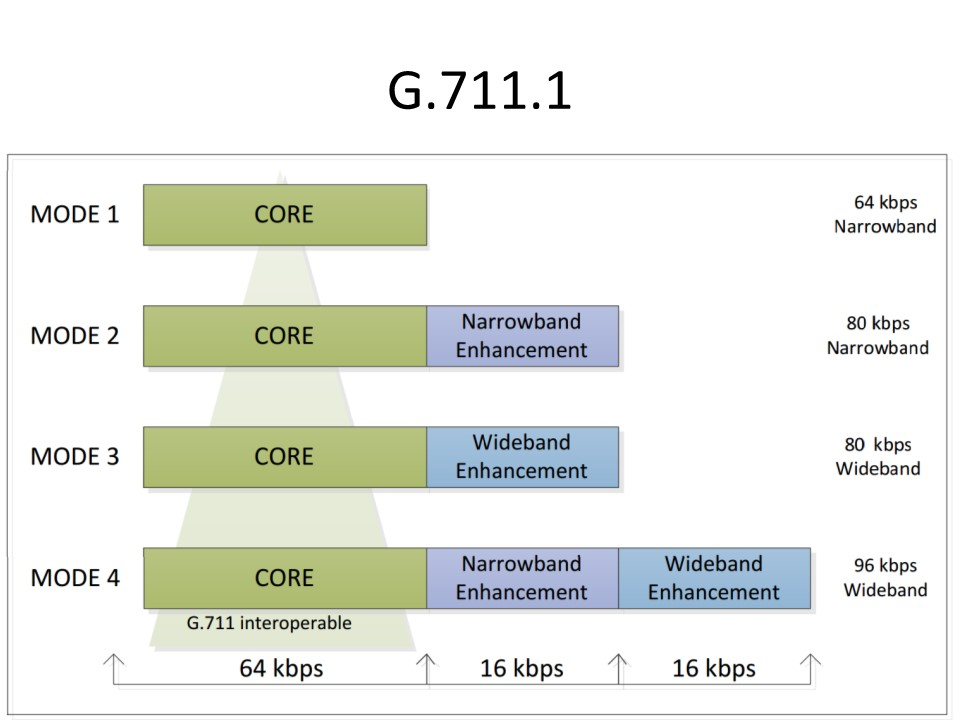 G.711.1
MODE 1
CORE
64 kbps
Narrowband
MODE 2
CORE
Narrowband
Enhancement
80 kbps
Narrowband
MODE 3
CORE
Wideband
Enhancement
80 kbps
Wideband
MODE 4
CORE
Narrowband
Enhancement
Wideband
Enhancement
96 kbps
Wideband
G.711 interoperable
64 kbps
16 kbps
16 kbps